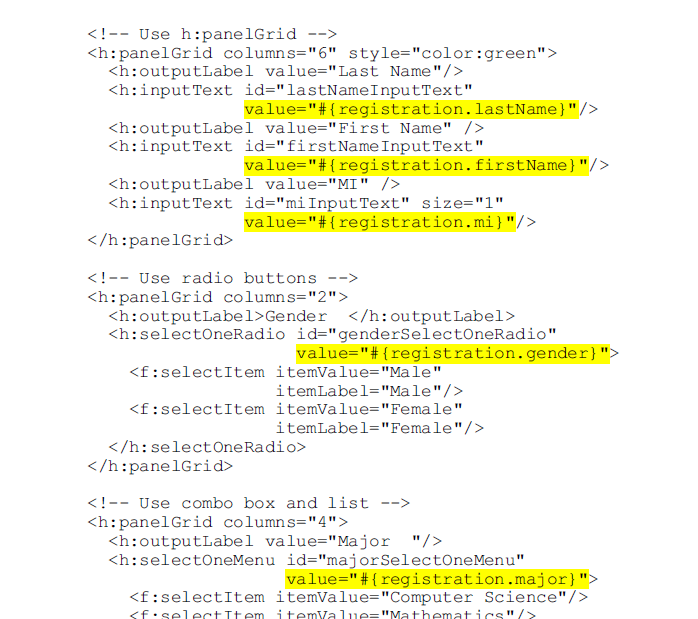 <!-- Use h:panelGrid -->
<h:panelGrid columns="6" style="color:green">
  <h:outputLabel value="Last Name"/>
  <h:inputText id="lastNameInputText"
               value="#{registration.lastName}"/>
  <h:outputLabel value="First Name" />
  <h:inputText id="firstNameInputText"
               value="#{registration.firstName}"/>
  <h:outputLabel value="MI" />
  <h:inputText id="miInputText" size="1"
               value="#{registration.mi}"/>
</h:panelGrid>

<!-- Use radio buttons -->
<h:panelGrid columns="2">
  <h:outputLabel>Gender  </h:outputLabel>
  <h:selectOneRadio id="genderSelectOneRadio"
                    value="#{registration.gender}">
    <f:selectItem itemValue="Male"
                  itemLabel="Male"/>
    <f:selectItem itemValue="Female"
                  itemLabel="Female"/>
  </h:selectOneRadio>
</h:panelGrid>

<!-- Use combo box and list -->
<h:panelGrid columns="4">
  <h:outputLabel value="Major  "/>
  <h:selectOneMenu id="majorSelectOneMenu"
                   value="#{registration.major}">
    <f:selectItem itemValue="Computer Science"/>
    <f:selectItem itemValue="Mathematics"/>